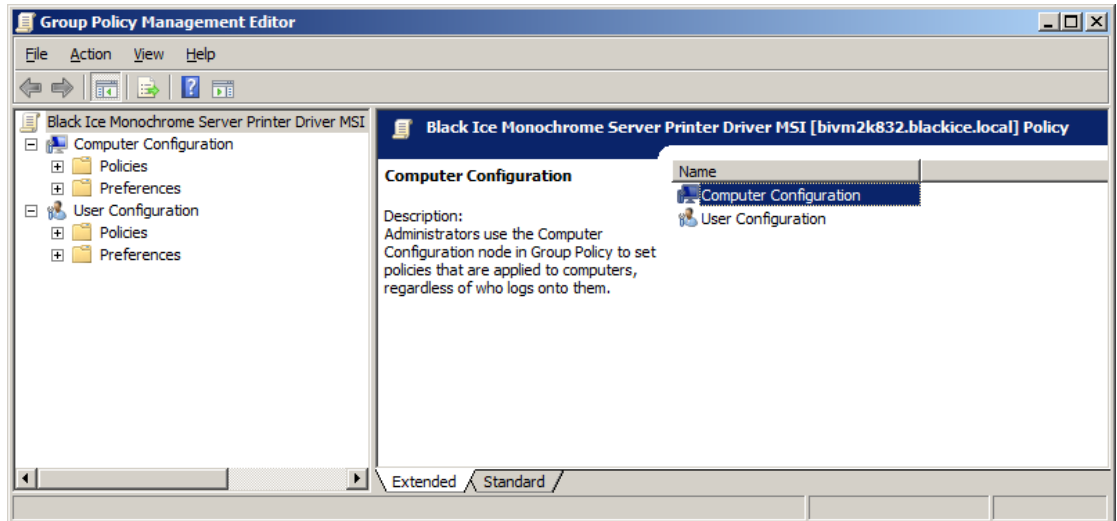 Group Policy Management Editor
File Action View Help
Black Ice Monochrome Server Printer Driver MSI
Computer Configuration
Policies
Preferences
User Configuration
Policies
Preferences
Black Ice Monochrome Server Printer Driver MSI [bivm2k832.blackice.local] Policy
Computer Configuration
Description:
Administrators use the Computer
Configuration node in Group Policy to set
policies that are applied to computers,
regardless of who logs onto them.
Name
Computer Configuration
User Configuration
Extended Standard